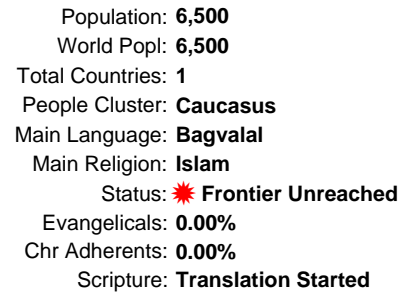 Population: 6,500
World Popl: 6,500
Total Countries: 1
People Cluster: Caucasus
Main Language: Bagvalal
Main Religion: Islam
Status: Frontier Unreached
Evangelicals: 0.00%
Chr Adherents: 0.00%
Scripture: Translation Started